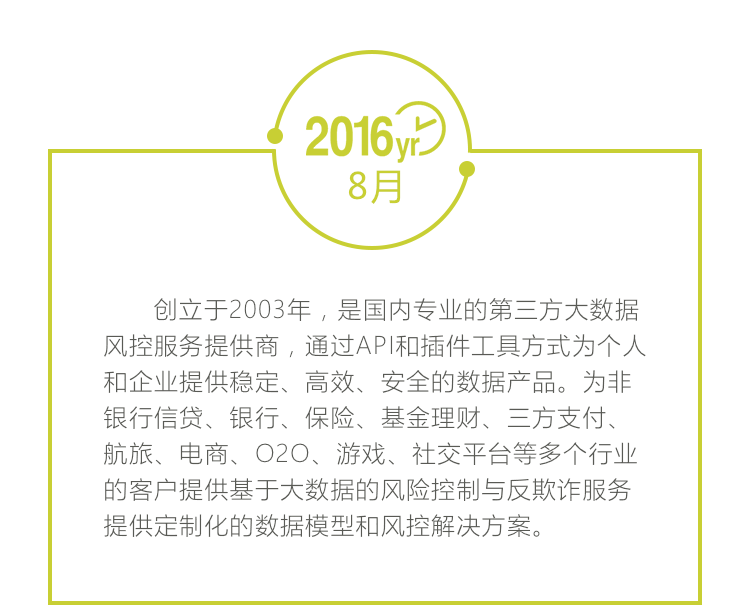 2016yr
8月
创立于2003年，是国内专业的第三方大数据
风控服务提供商，通过API和插件工具方式为个人
和企业提供稳定、高效、安全的数据产品。为非
银行信贷、银行、保险、基金理财、三方支付、
航旅、电商、O2O、游戏、社交平台等多个行业
的客户提供基于大数据的风险控制与反欺诈服务
提供定制化的数据模型和风控解决方案。